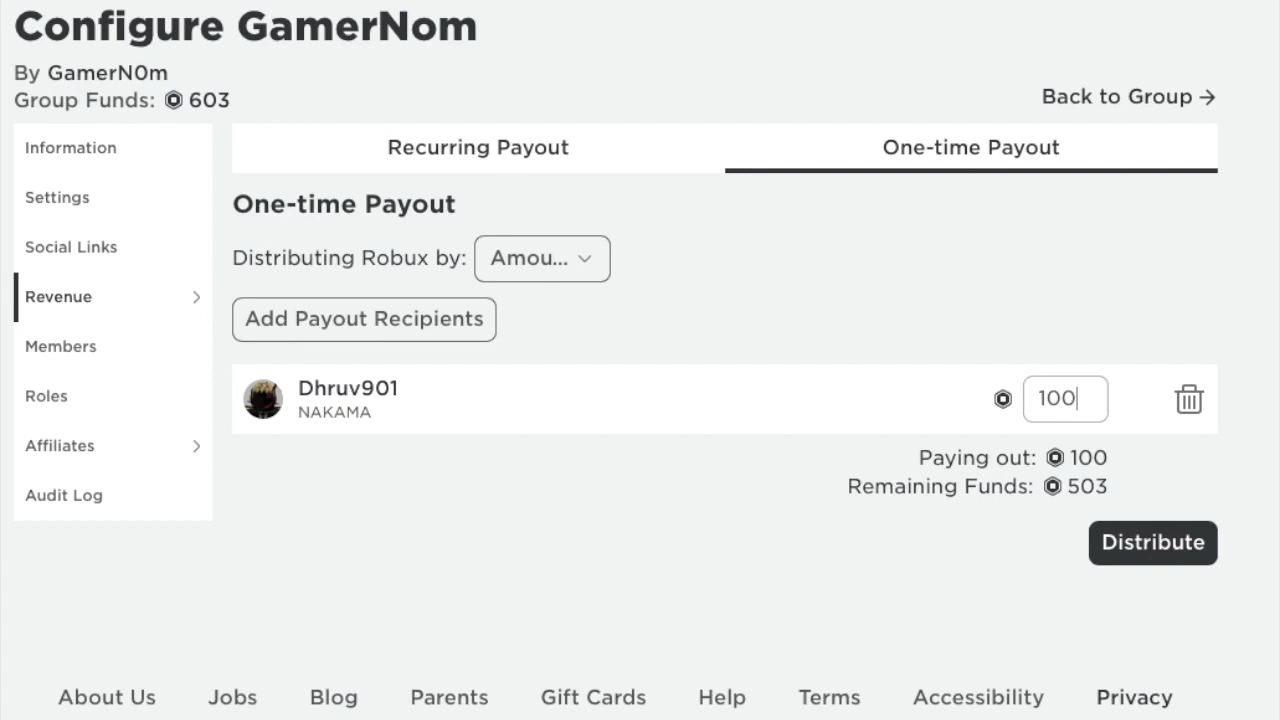 Configure GamerNom
By GamerN0m
Group Funds: 603
Back to Group →
Information
Settings
Social Links
Revenue
Members
Roles
Affiliates
Audit Log
Recurring Payout One-time Payout
One-time Payout
Distributing Robux by: Amou...
Add Payout Recipients
Dhruv901
NAKAMA
100
Paying out: 100
Remaining Funds: 503
Distribute
About Us Jobs Blog Parents Gift Cards Help Terms Accessibility Privacy